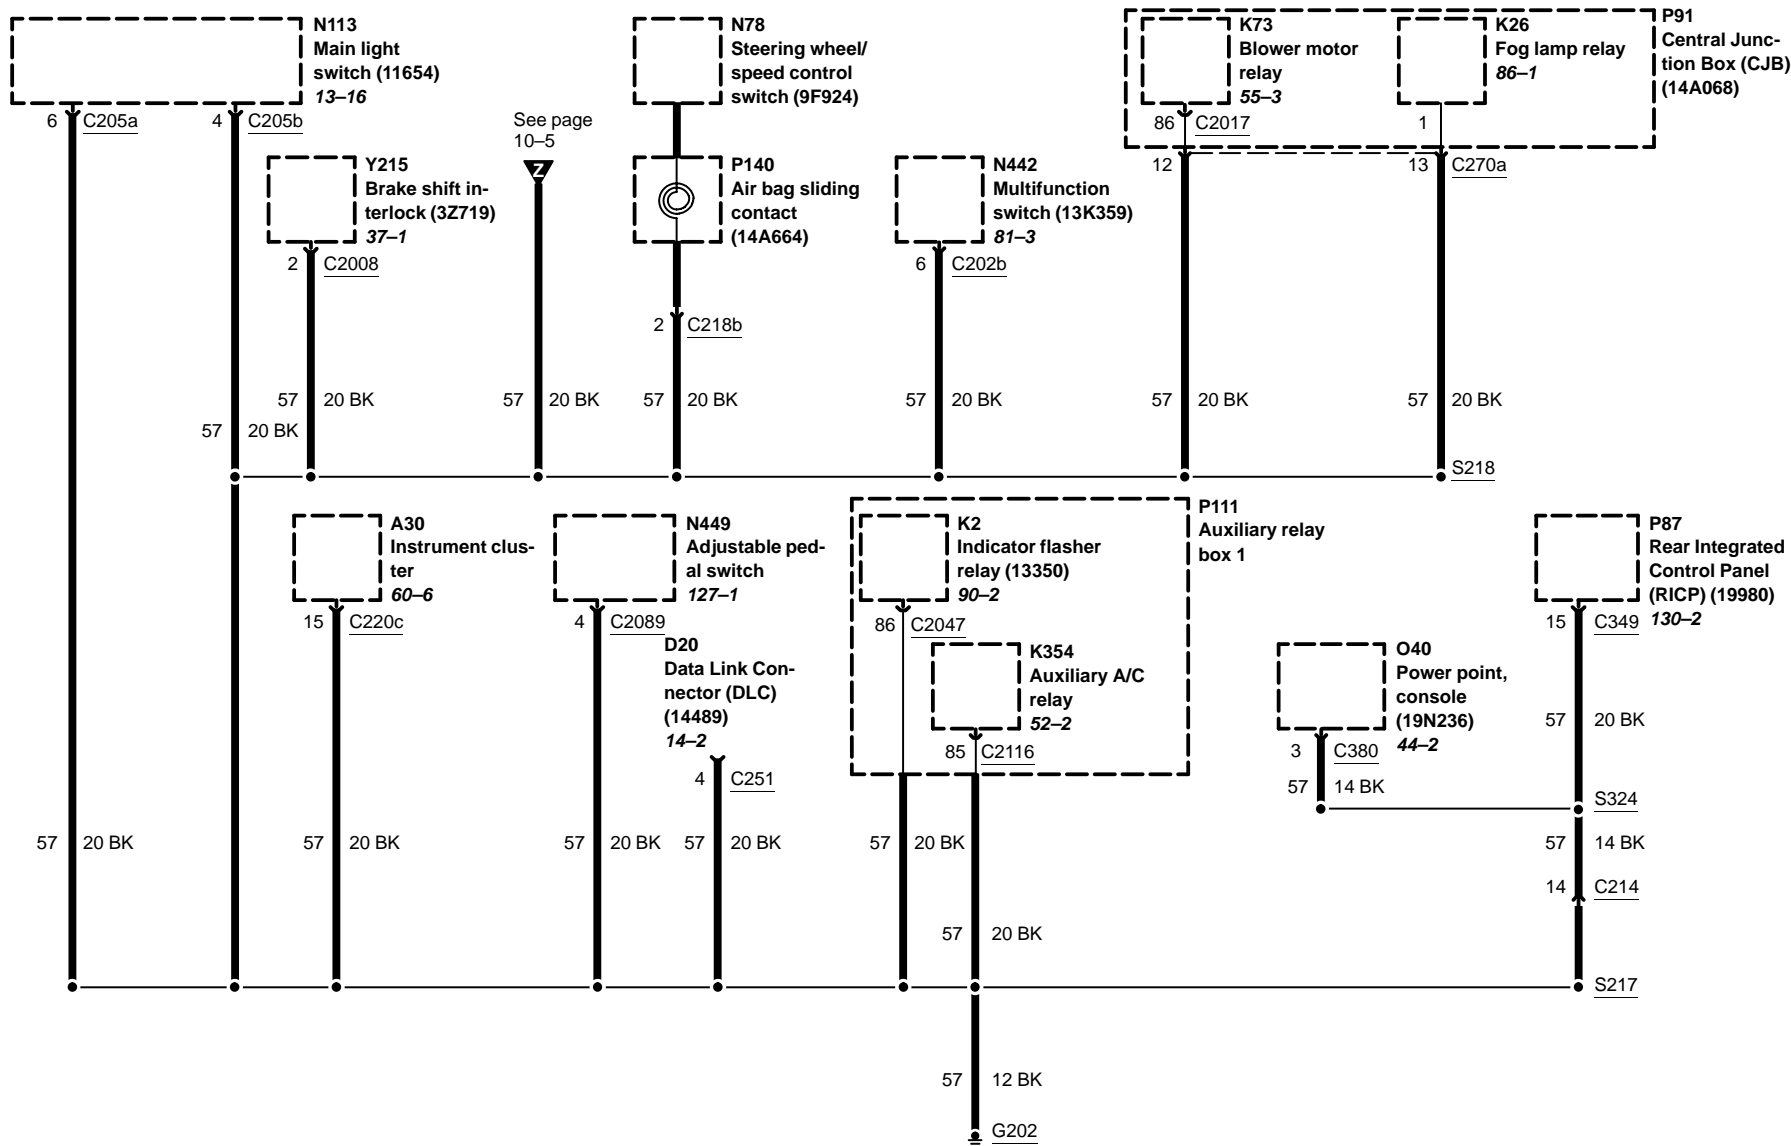 N113
Main light
switch (11654)
13–16
6
C205a
4
C205b
N78
Steering wheel/
speed control
switch (9F924)
K73
Blower motor
relay
55–3
86
C2017
K26
Fog lamp relay
86–1
1
P91
Central Junc-
tion Box (CJB)
(14A068)
12
13
C270a
Y215
Brake shift in-
terlock (3Z719)
37–1
2
C2008
See page
10–5
Z
P140
Air bag sliding
contact
(14A664)
2
C218b
N442
Multifunction
switch (13K359)
81–3
6
C202b
57
20 BK
57
20 BK
57
20 BK
57
20 BK
57
20 BK
57
20 BK
57
20 BK
S218
A30
Instrument clus-
ter
60–6
15
C220c
N449
Adjustable ped-
al switch
127–1
4
C2089
D20
Data Link Con-
nector (DLC)
(14489)
14–2
4
C251
P111
Auxiliary relay
box 1
K2
Indicator flasher
relay (13350)
90–2
86
C2047
K354
Auxiliary A/C
relay
52–2
85
C2116
O40
Power point,
console
(19N236)
44–2
3
C380
57
14 BK
P87
Rear Integrated
Control Panel
(RICP) (19980)
130–2
15
C349
57
20 BK
S324
57
20 BK
57
20 BK
57
20 BK
57
20 BK
57
20 BK
57
14 BK
14
C214
57
20 BK
S217
57
12 BK
G202